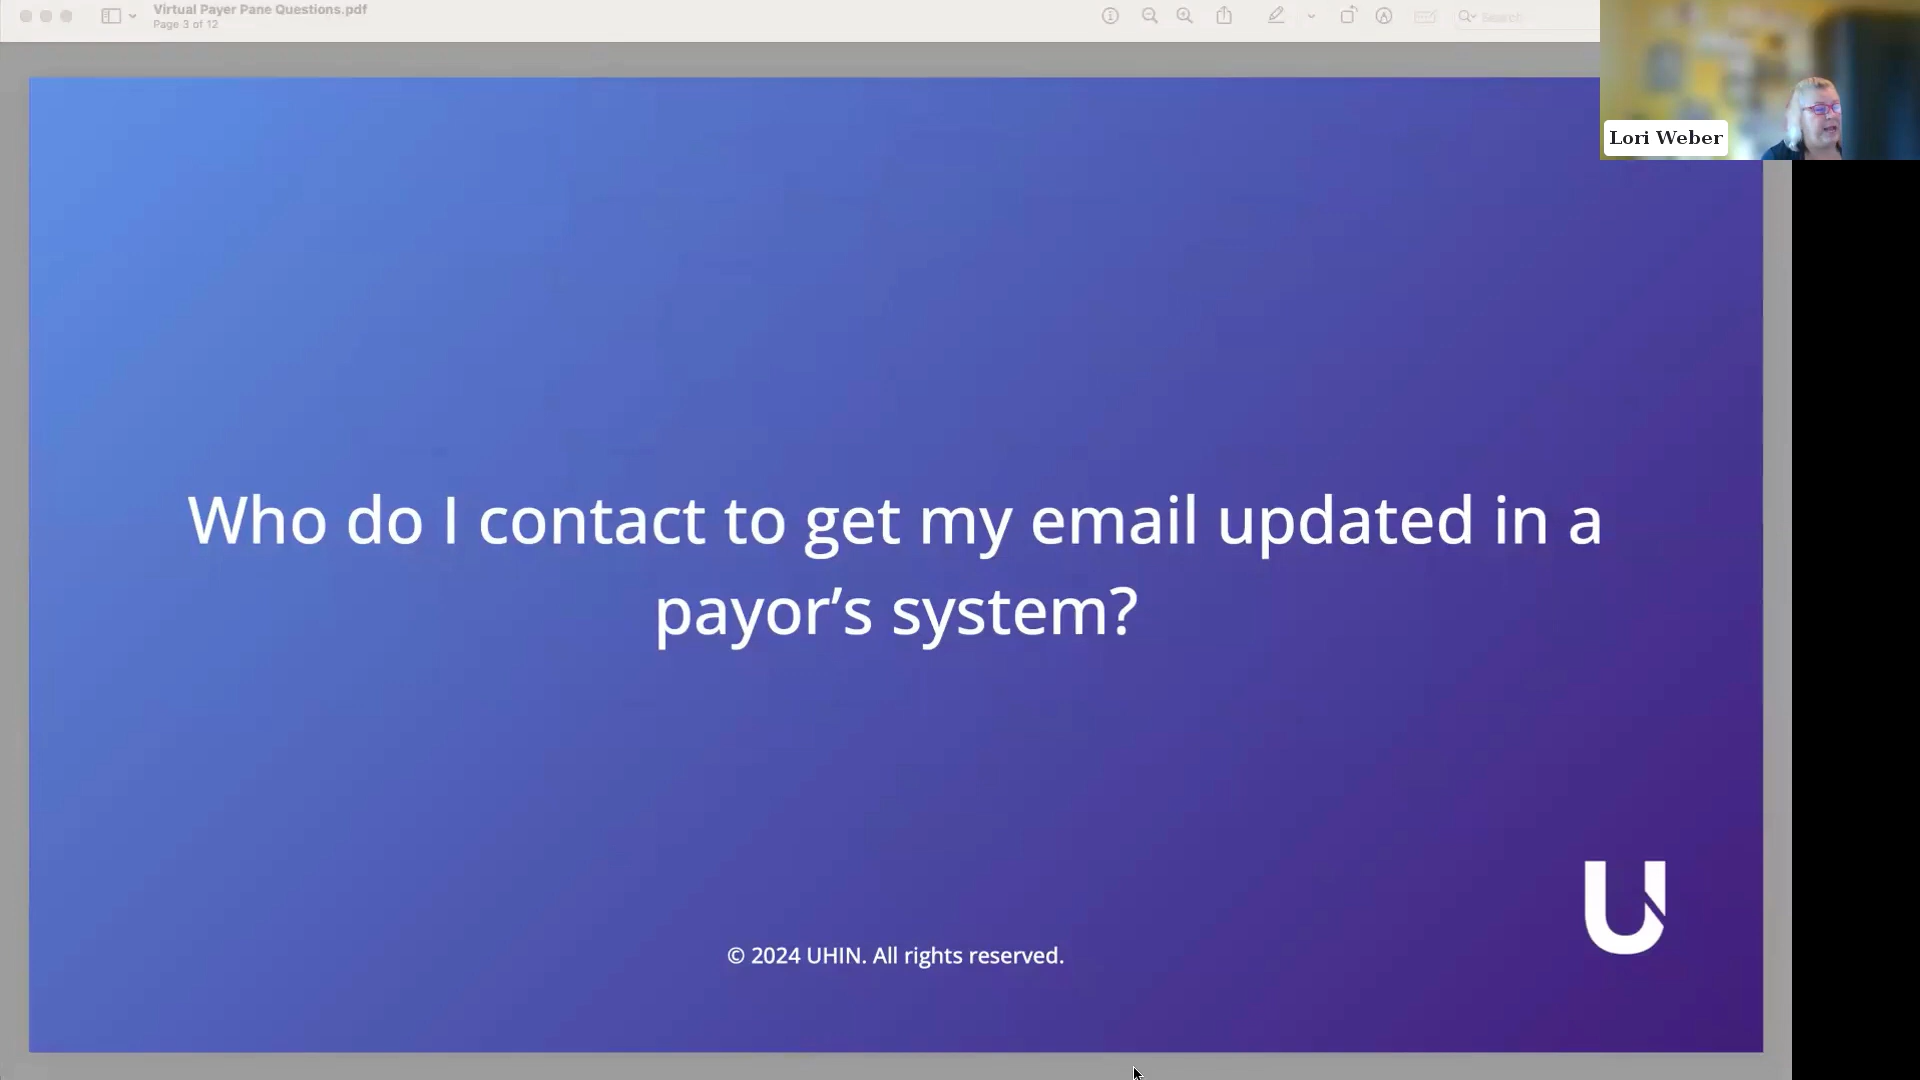 Virtual Payer Pane Questions.pdf
Page 3 of 12
Search
Lori Weber
Who do I contact to get my email updated in a
payor’s system?
U
© 2024 UHIN. All rights reserved.